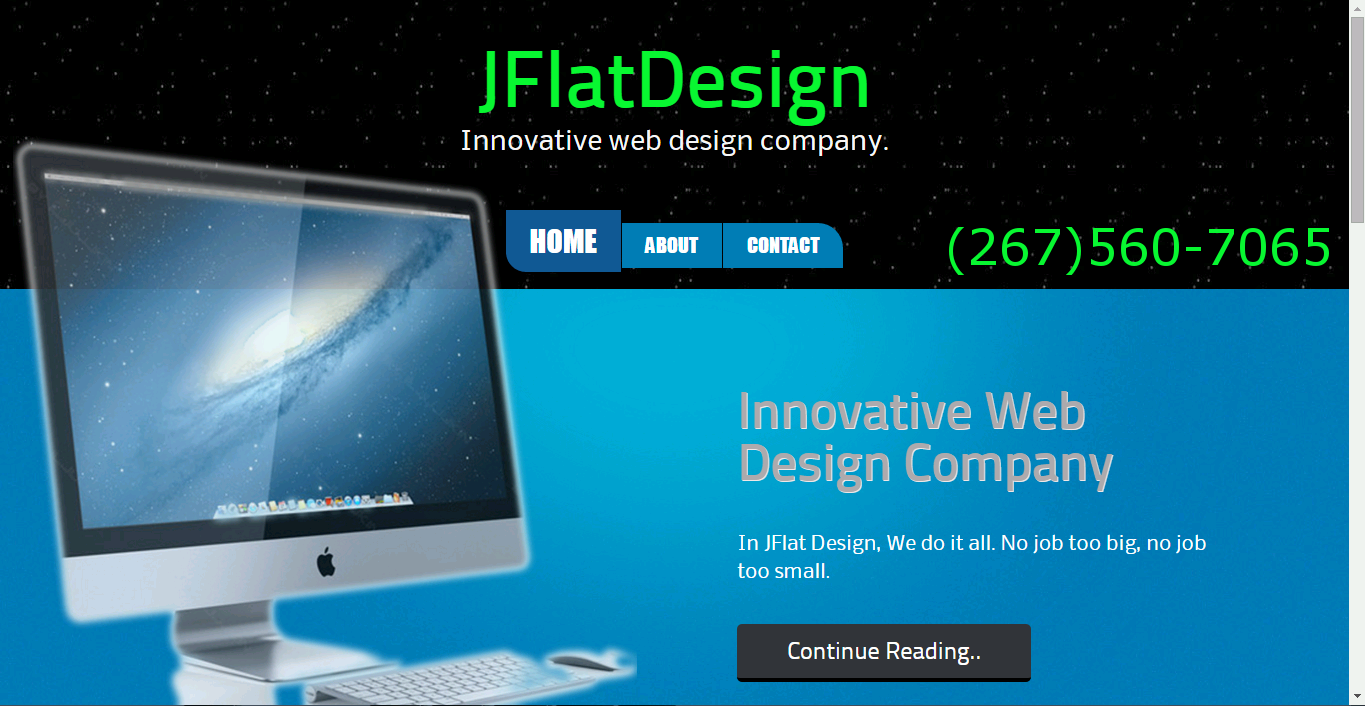 JFlatDesign
Innovative web design company.
HOME
ABOUT
CONTACT
(267)560-7065
Innovative Web
Design Company
In JFlat Design, We do it all. No job too big, no job
too small.
Continue Reading..